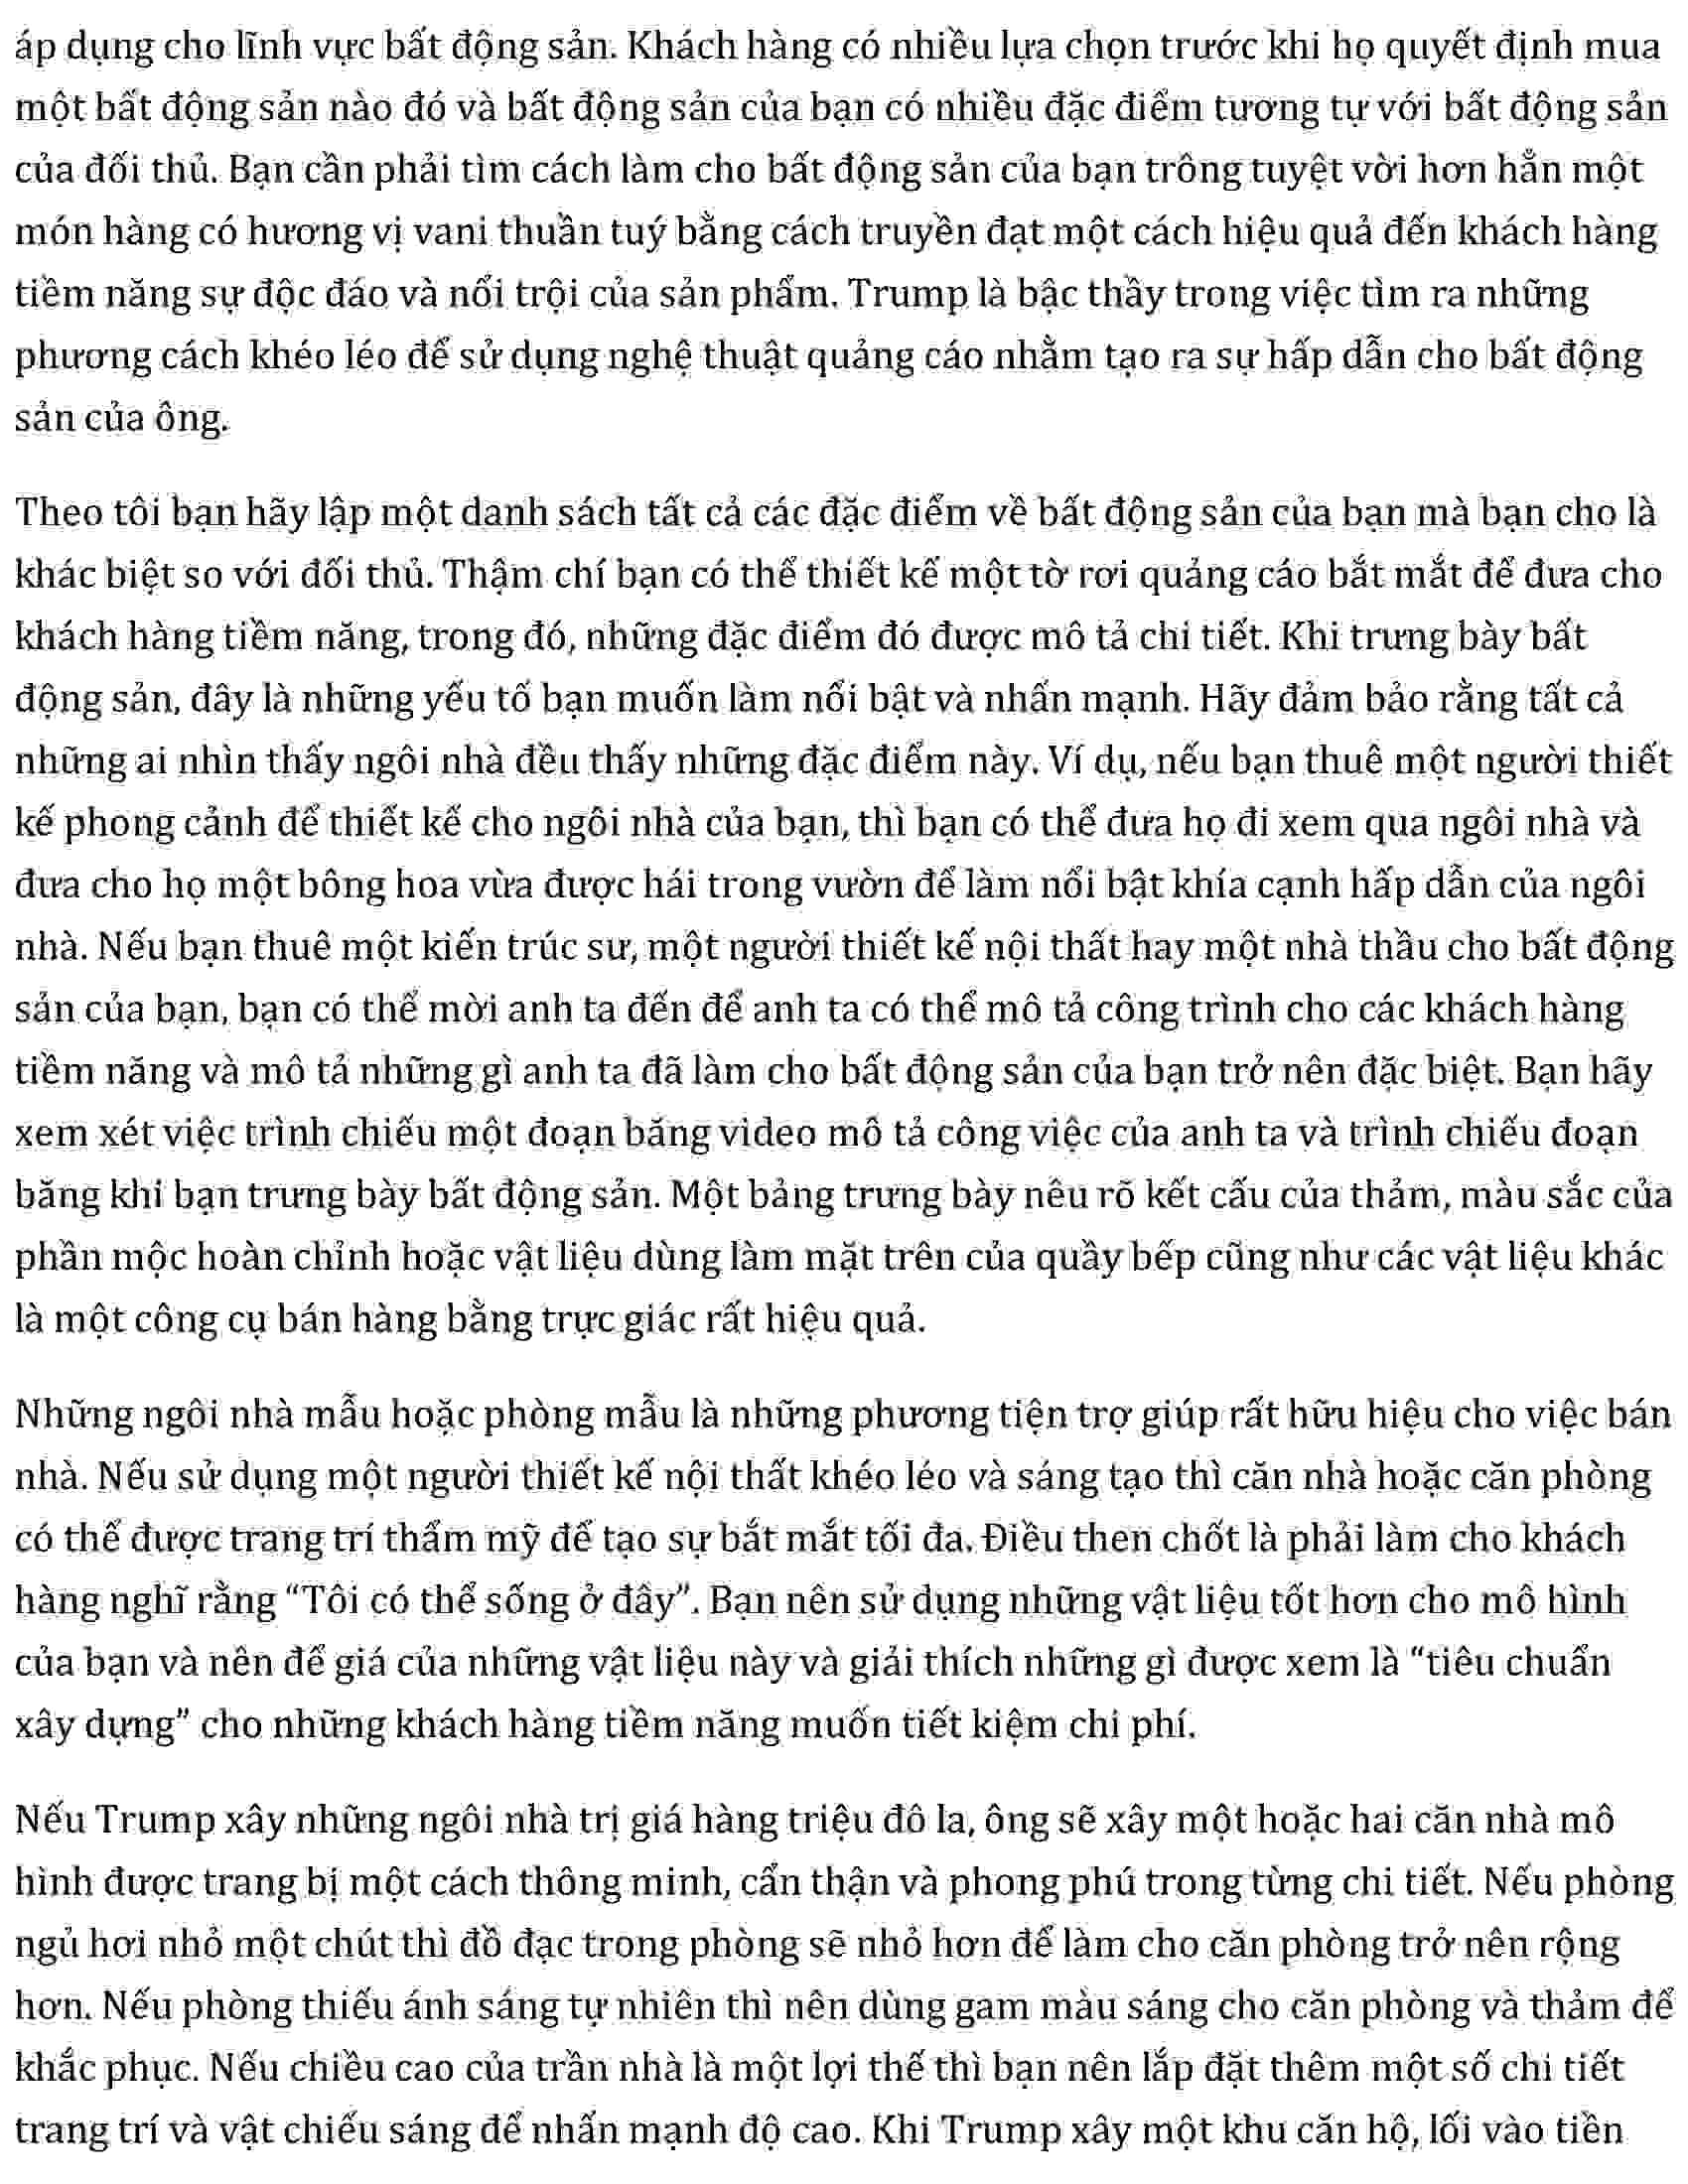 áp dụng cho lĩnh vực bất động sản. Khách hàng có nhiều lựa chọn trước khi họ quyết định mua
một bất động sản nào đó và bất động sản của bạn có nhiều đặc điểm tương tự với bất động sản
của đối thủ. Bạn cần phải tìm cách làm cho bất động sản của bạn trông tuyệt vời hơn hẳn một
món hàng có hương vị vani thuần tuý bằng cách truyền đạt một cách hiệu quả đến khách hàng
tiềm năng sự độc đáo và nổi trội của sản phẩm. Trump là bậc thầy trong việc tìm ra những
phương cách khéo léo để sử dụng nghệ thuật quảng cáo nhằm tạo ra sự hấp dẫn cho bất động
sản của ông.
Theo tôi bạn hãy lập một danh sách tất cả các đặc điểm về bất động sản của bạn mà bạn cho là
khác biệt so với đối thủ. Thậm chí bạn có thể thiết kế một tờ rơi quảng cáo bắt mắt để đưa cho
khách hàng tiềm năng, trong đó, những đặc điểm đó được mô tả chi tiết. Khi trưng bày bất
động sản, đây là những yếu tố bạn muốn làm nổi bật và nhấn mạnh. Hãy đảm bảo rằng tất cả
những ai nhìn thấy ngôi nhà đều thấy những đặc điểm này. Ví dụ, nếu bạn thuê một người thiết
kế phong cảnh để thiết kế cho ngôi nhà của bạn, thì bạn có thể đưa họ đi xem qua ngôi nhà và
đưa cho họ một bông hoa vừa được hái trong vườn để làm nổi bật khía cạnh hấp dẫn của ngôi
nhà. Nếu bạn thuê một kiến trúc sư, một người thiết kế nội thất hay một nhà thầu cho bất động
sản của bạn, bạn có thể mời anh ta đến để anh ta có thể mô tả công trình cho các khách hàng
tiềm năng và mô tả những gì anh ta đã làm cho bất động sản của bạn trở nên đặc biệt. Bạn hãy
xem xét việc trình chiếu một đoạn băng video mô tả công việc của anh ta và trình chiếu đoạn
băng khi bạn trưng bày bất động sản. Một bảng trưng bày nêu rõ kết cấu của thảm, màu sắc của
phần mộc hoàn chỉnh hoặc vật liệu dùng làm mặt trên của quầy bếp cũng như các vật liệu khác
là một công cụ bán hàng bằng trực giác rất hiệu quả.
Những ngôi nhà mẫu hoặc phòng mẫu là những phương tiện trợ giúp rất hữu hiệu cho việc bán
nhà. Nếu sử dụng một người thiết kế nội thất khéo léo và sáng tạo thì căn nhà hoặc căn phòng
có thể được trang trí thẩm mỹ để tạo sự bắt mắt tối đa. Điều then chốt là phải làm cho khách
hàng nghĩ rằng “Tôi có thể sống ở đây”. Bạn nên sử dụng những vật liệu tốt hơn cho mô hình
của bạn và nên để giá của những vật liệu này và giải thích những gì được xem là “tiêu chuẩn
xây dựng” cho những khách hàng tiềm năng muốn tiết kiệm chi phí.
Nếu Trump xây những ngôi nhà trị giá hàng triệu đô la, ông sẽ xây một hoặc hai căn nhà mô
hình được trang bị một cách thông minh, cẩn thận và phong phú trong từng chi tiết. Nếu phòng
ngủ hơi nhỏ một chút thì đồ đạc trong phòng sẽ nhỏ hơn để làm cho căn phòng trở nên rộng
hơn. Nếu phòng thiếu ánh sáng tự nhiên thì nên dùng gam màu sáng cho căn phòng và thảm để
khắc phục. Nếu chiều cao của trần nhà là một lợi thế thì bạn nên lắp đặt thêm một số chi tiết
trang trí và vật chiếu sáng để nhấn mạnh độ cao. Khi Trump xây một khu căn hộ, lối vào tiền